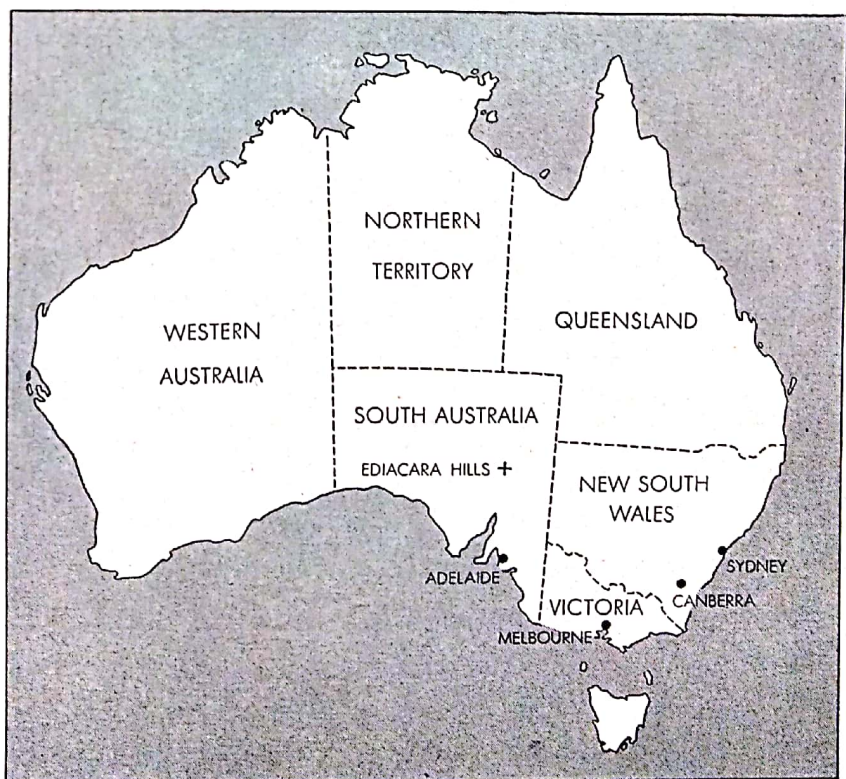 NORTHERN
TERRITORY
WESTERN
AUSTRALIA
QUEENSLAND
SOUTH AUSTRALIA
EDIACARA HILLS +
NEW SOUTH
WALES
ADELAIDE
SYDNEY
CANBERRA
VICTORIA
MELBOURNE